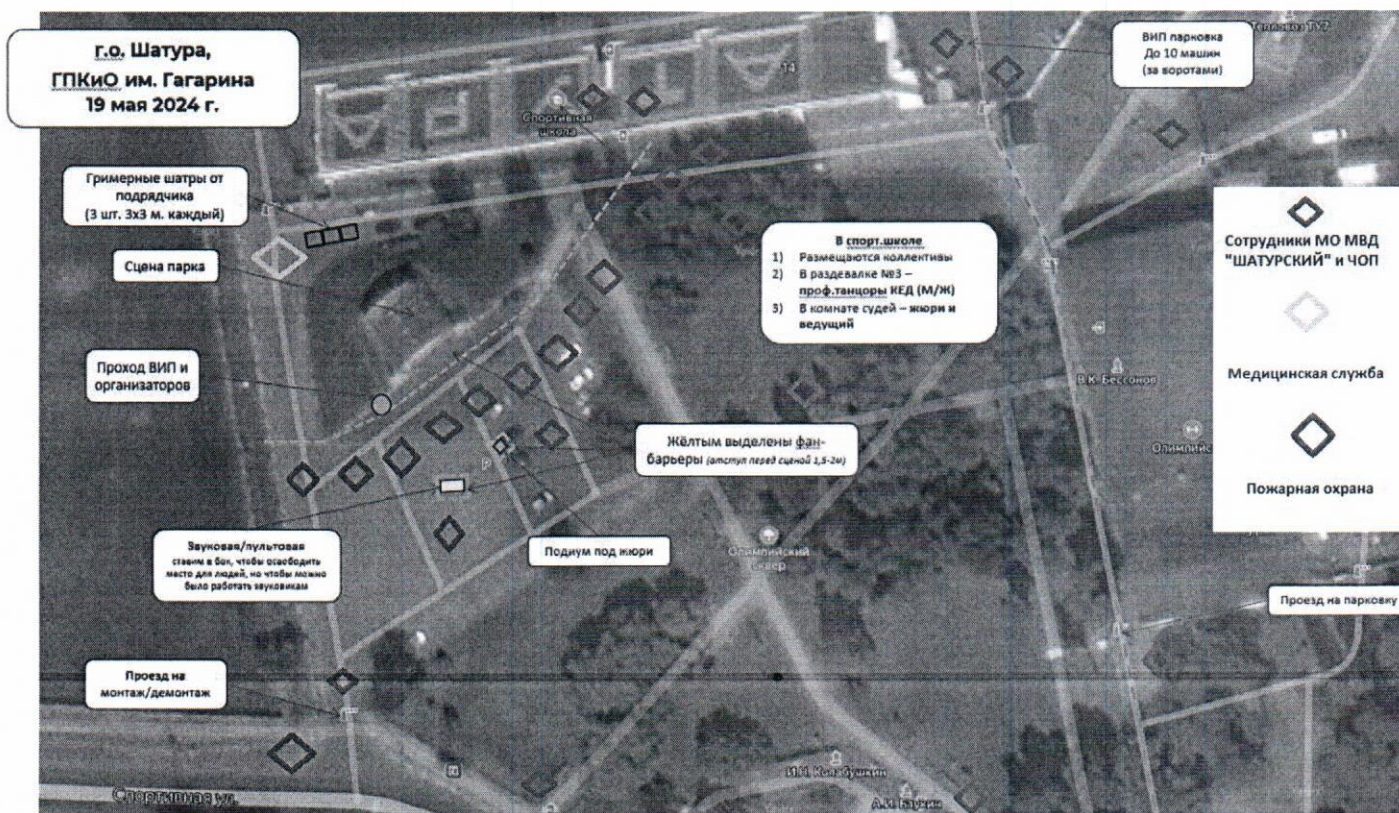 г.о. Шатура,
ГПКиО им. Гагарина
19 мая 2024 г.
ВИП парковка
До 10 машин
(за воротами)
Тепловоз ТУ7
14
Спортивная
школа
Гримерные шатры от
подрядчика
(3 шт. 3х3 м. каждый)
Сцена парка
В спорт.школе
1) Размещаются коллективы
2) В раздевалке №3 –
проф.танцоры КЕД (М/Ж)
3) В комнате судей – жюри и
ведущий
Сотрудники МО МВД
"ШАТУРСКИЙ" и ЧОП
Медицинская служба
Пожарная охрана
Проход ВИП и
организаторов
В.К. Бессонов
Жёлтым выделены фан-
барьеры (отступ перед сценой 1,5-2м)
Р
Звуковая/пультовая
ставим в бок, чтобы освободить
место для людей, но чтобы можно
было работать звуковикам
Подиум под жюри
Олимпийский
сквер
Проезд на парковку
Проезд на
монтаж/демонтаж
Спортивная ул.